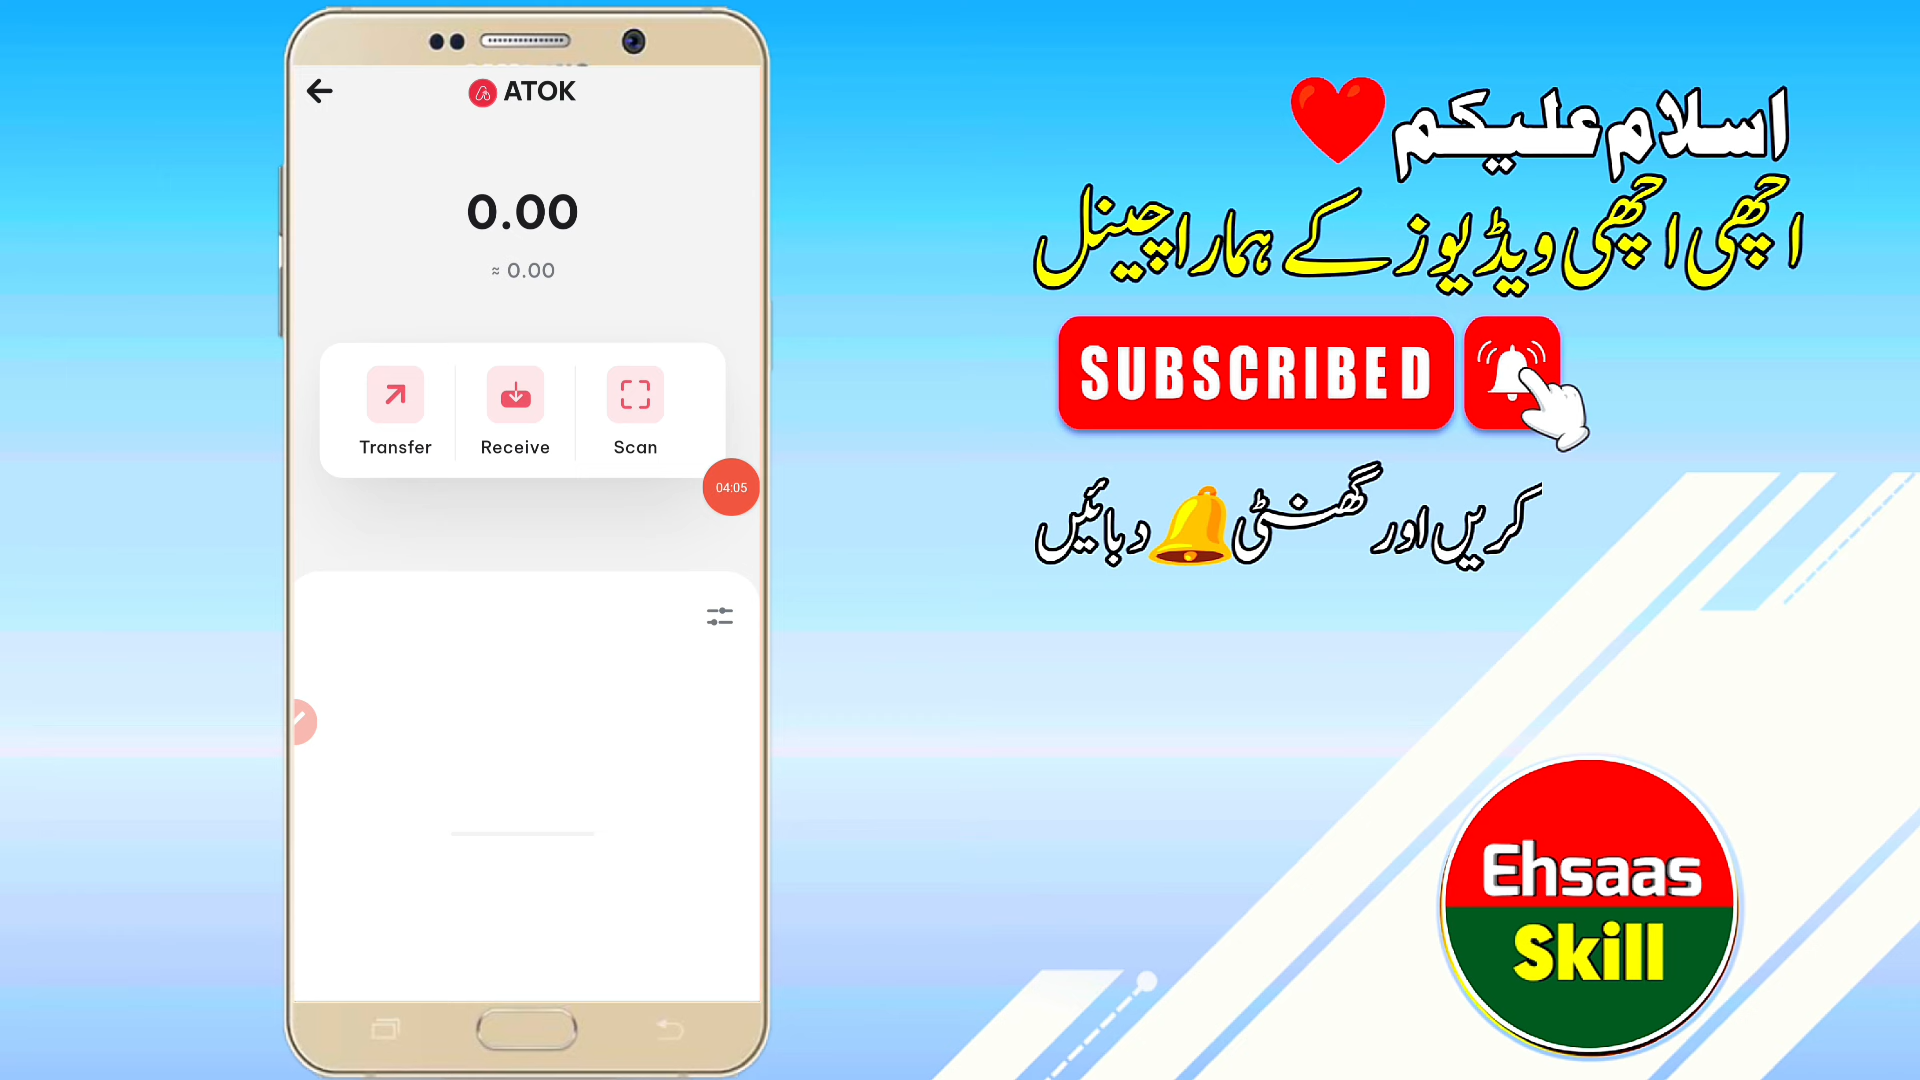 ATOK
0.00
≈ 0.00
Transfer
Receive
Scan
04:05
اسلام علیکم
اچھی اچھی ویڈیوز کے ہمارا چینل
SUBSCRIBED
کریں اور گھنٹی دبائیں
Ehsaas
Skill